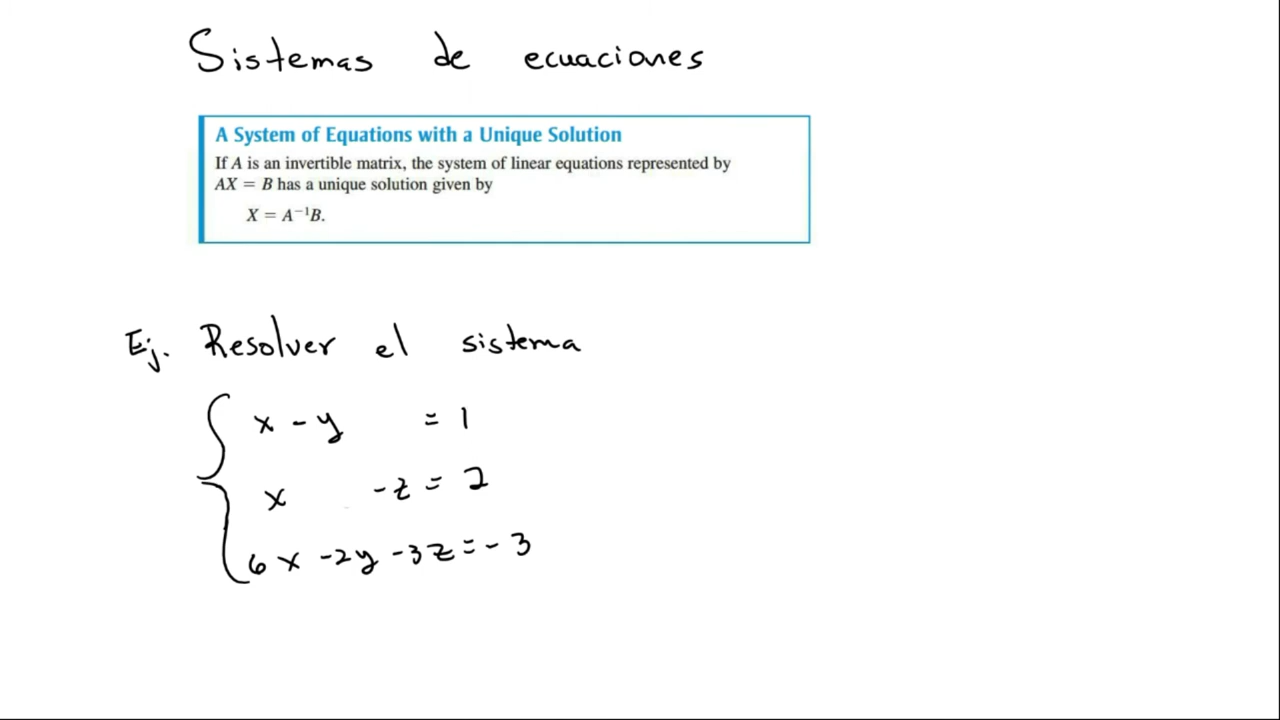 Sistemas de ecuaciones
A System of Equations with a Unique Solution
If A is an invertible matrix, the system of linear equations represented by
AX = B has a unique solution given by
X = A⁻¹B.
Ej. Resolver el sistema
x - y = 1
x - z = 2
6x - 2y - 3z = - 3